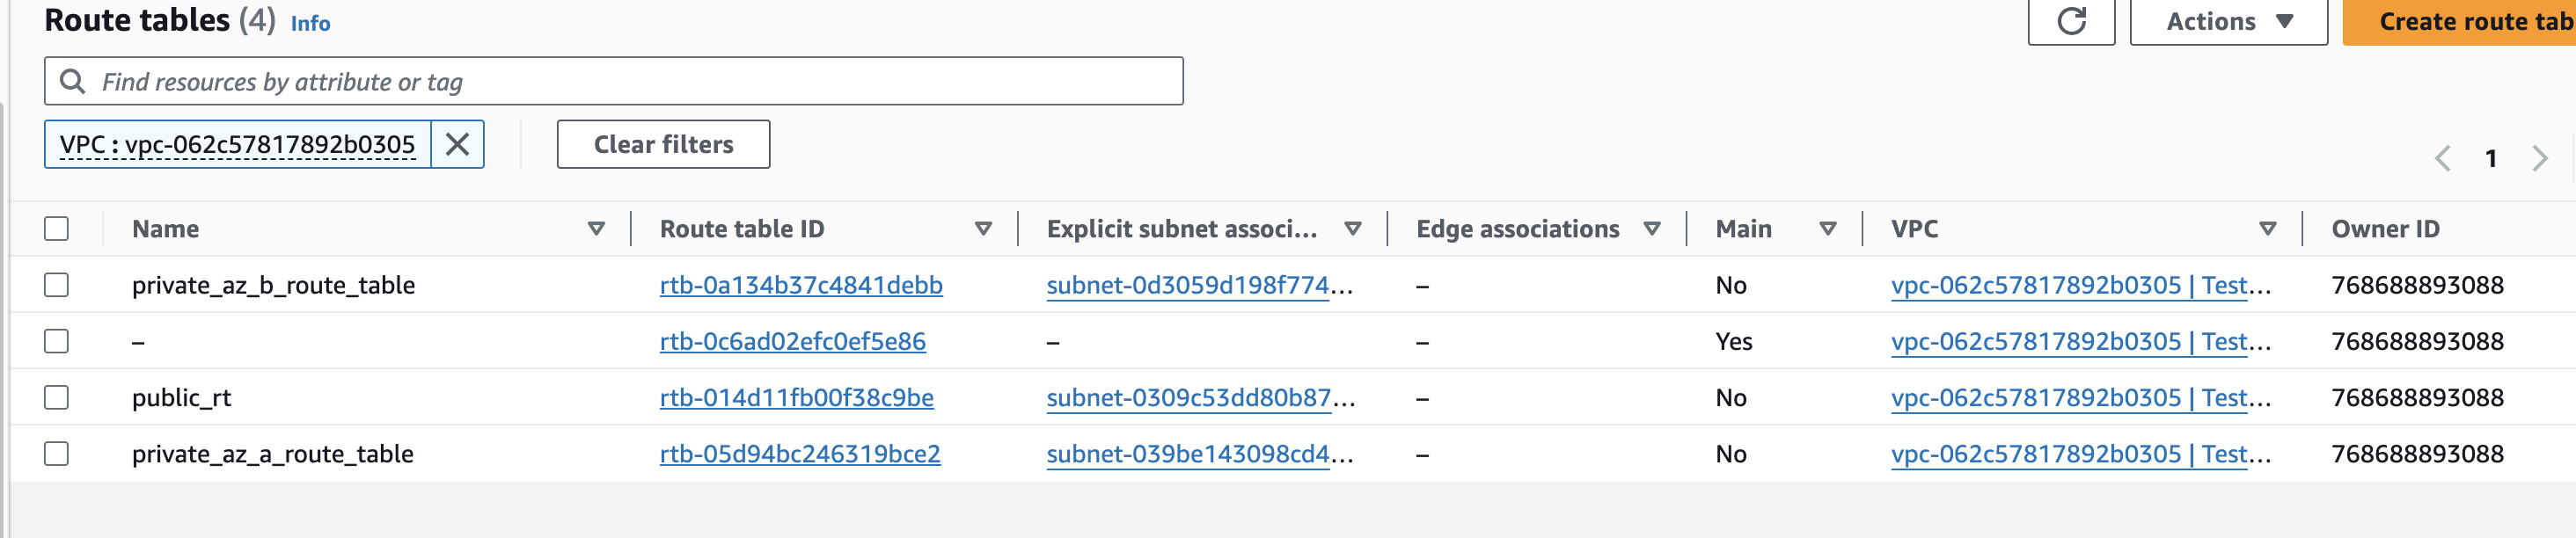 Route tables (4) Info
Actions
Create route tab
Find resources by attribute or tag
VPC : vpc-062c57817892b0305
Clear filters
1
Name Route table ID Explicit subnet associ... Edge associations Main VPC Owner ID
private_az_b_route_table rtb-0a134b37c4841debb subnet-0d3059d198f774... – No vpc-062c57817892b0305 | Test... 768688893088
– rtb-0c6ad02efc0ef5e86 – – Yes vpc-062c57817892b0305 | Test... 768688893088
public_rt rtb-014d11fb00f38c9be subnet-0309c53dd80b87... – No vpc-062c57817892b0305 | Test... 768688893088
private_az_a_route_table rtb-05d94bc246319bce2 subnet-039be143098cd4... – No vpc-062c57817892b0305 | Test... 768688893088